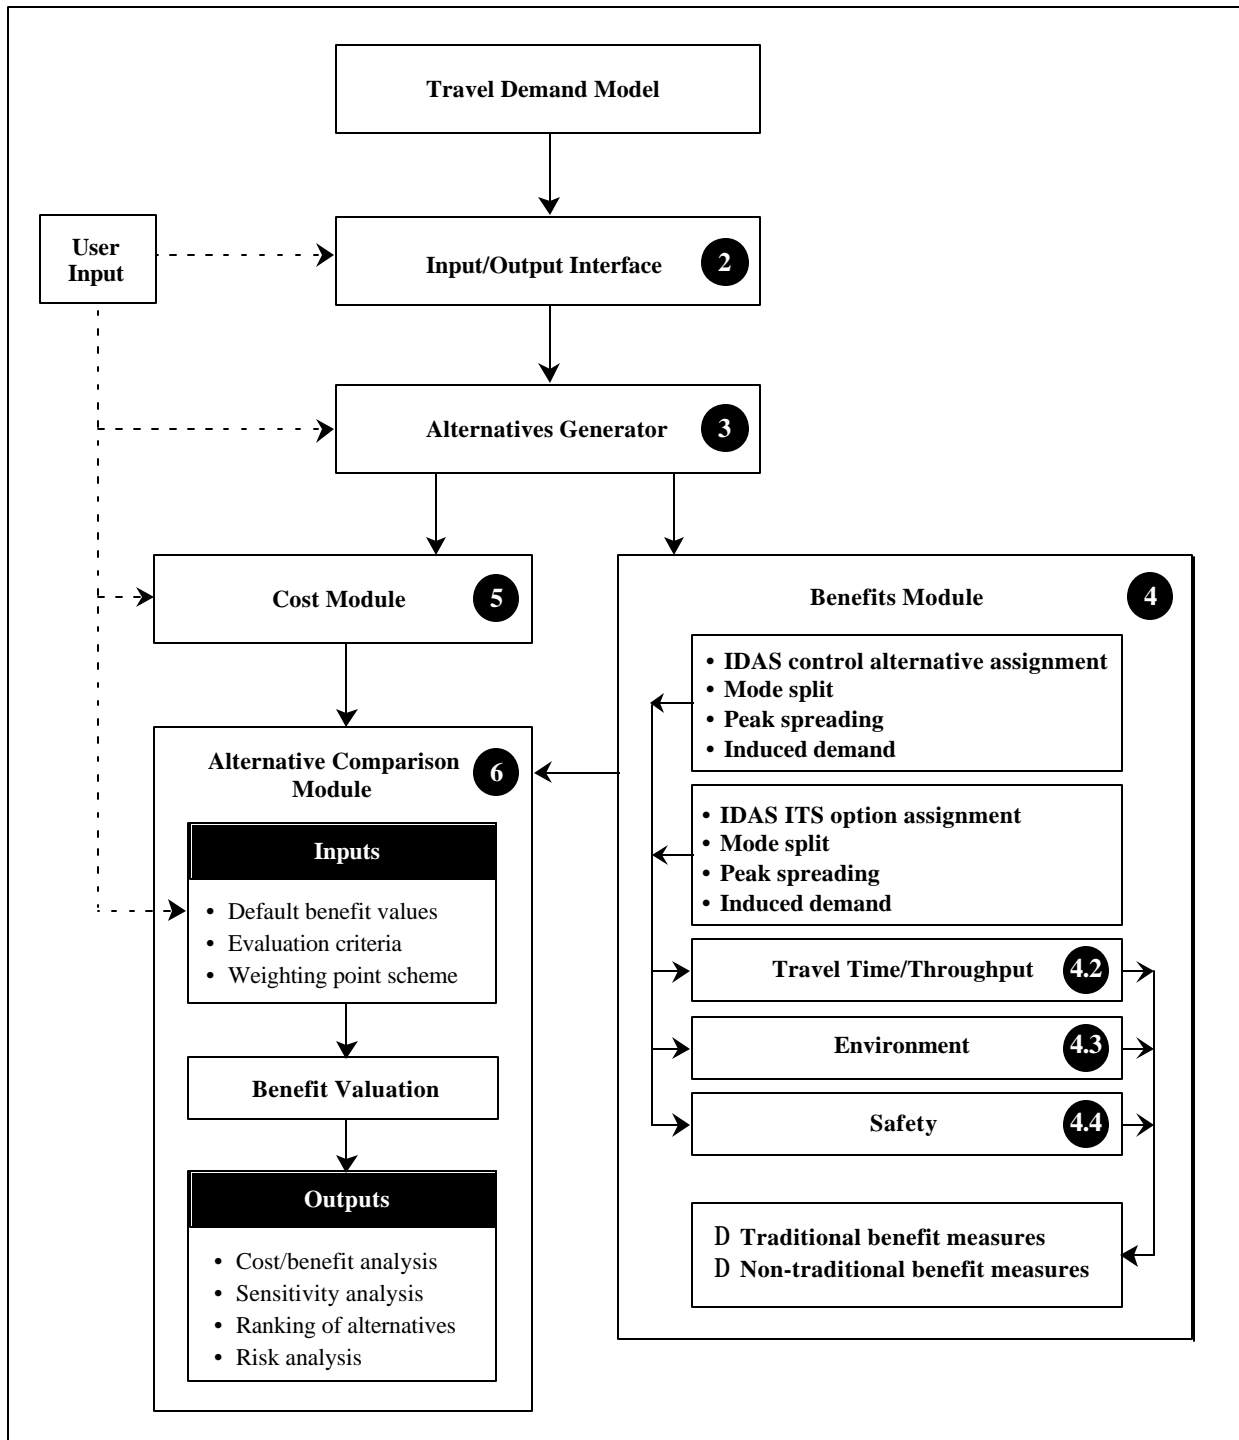 Travel Demand Model
User
Input
Input/Output Interface
2
Alternatives Generator
3
Cost Module
5
Benefits Module
4
• IDAS control alternative assignment
• Mode split
• Peak spreading
• Induced demand
Alternative Comparison
Module
6
• IDAS ITS option assignment
• Mode split
• Peak spreading
• Induced demand
Inputs
• Default benefit values
• Evaluation criteria
• Weighting point scheme
Travel Time/Throughput
4.2
Environment
4.3
Safety
4.4
Benefit Valuation
Outputs
• Cost/benefit analysis
• Sensitivity analysis
• Ranking of alternatives
• Risk analysis
D Traditional benefit measures
D Non-traditional benefit measures